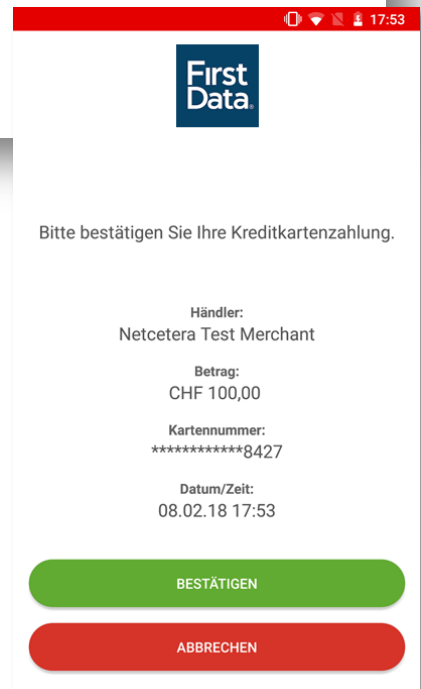 17:53
First
Data.
Bitte bestätigen Sie Ihre Kreditkartenzahlung.
Händler:
Netcetera Test Merchant
Betrag:
CHF 100,00
Kartennummer:
************8427
Datum/Zeit:
08.02.18 17:53
BESTÄTIGEN
ABBRECHEN